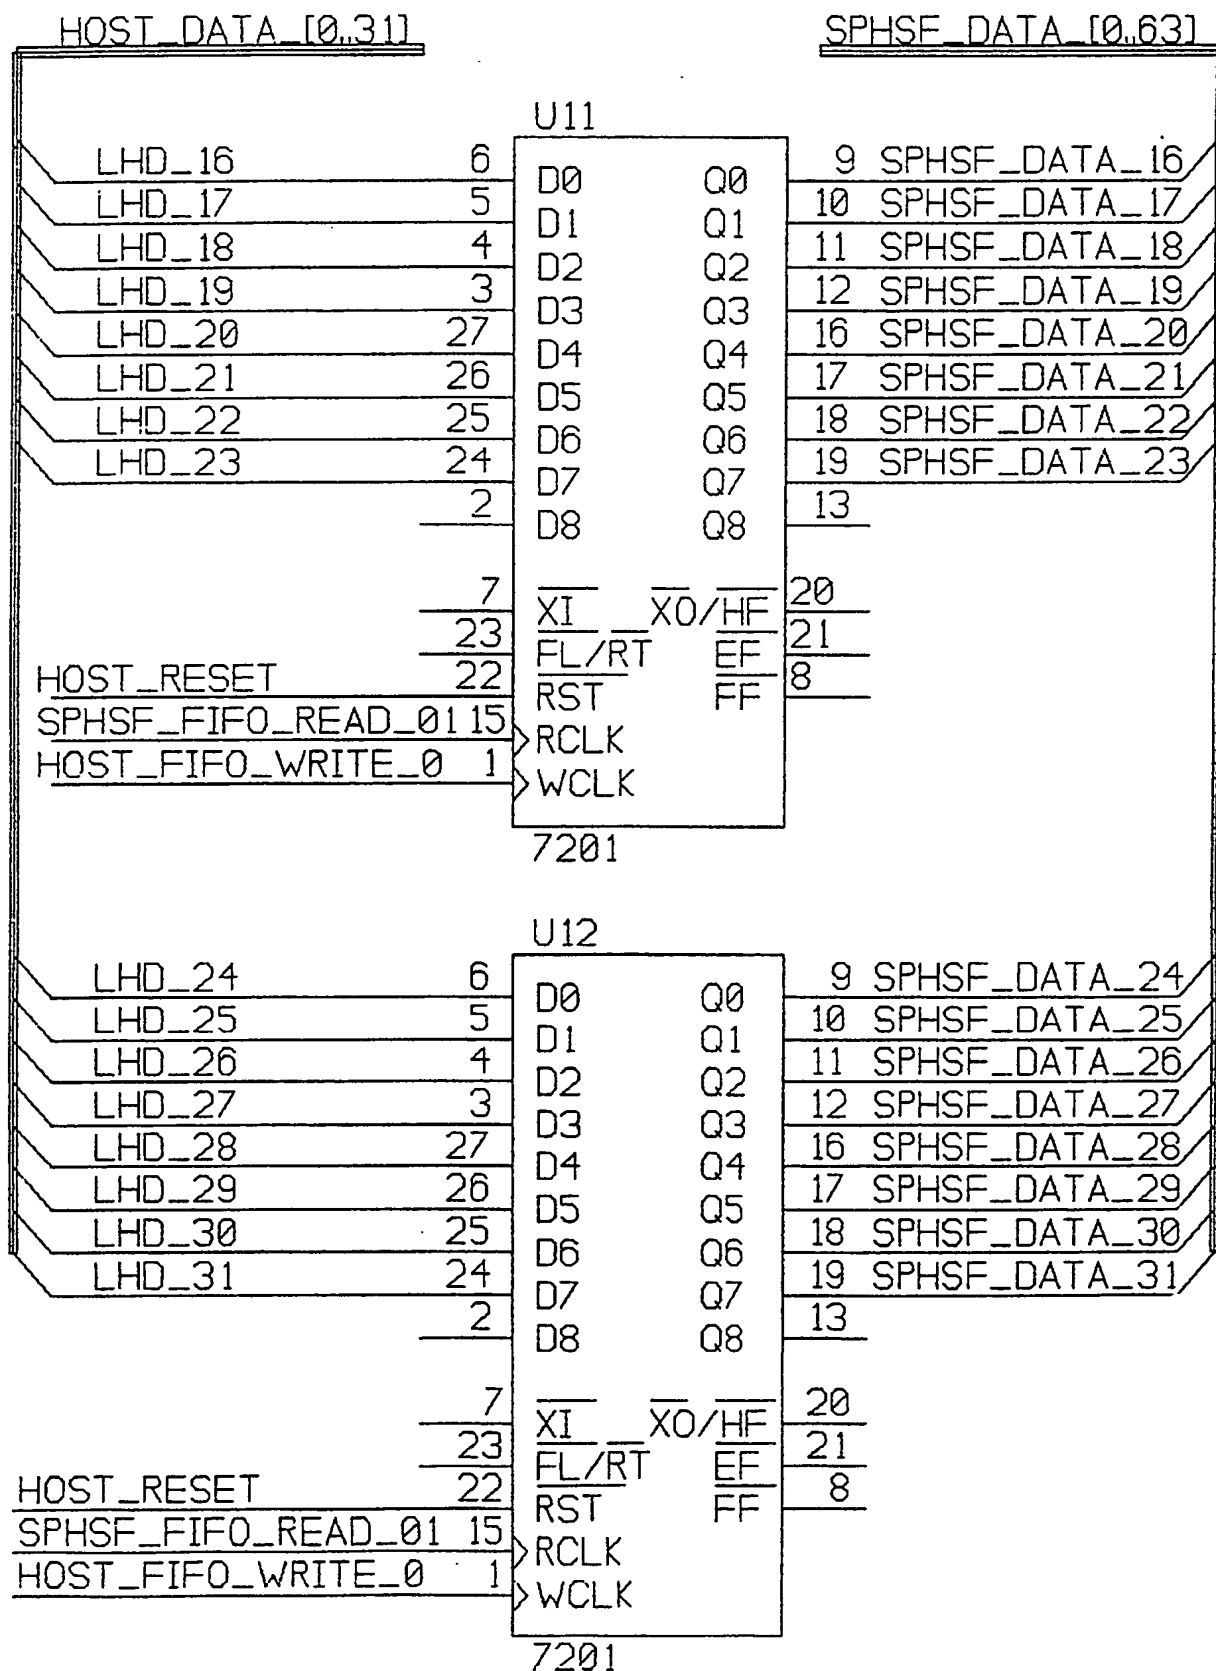 HOST_DATA_[0..31] SPHSF_DATA_[0..63]
U11
LHD_16 6 D0 Q0 9 SPHSF_DATA_16
LHD_17 5 D1 Q1 10 SPHSF_DATA_17
LHD_18 4 D2 Q2 11 SPHSF_DATA_18
LHD_19 3 D3 Q3 12 SPHSF_DATA_19
LHD_20 27 D4 Q4 16 SPHSF_DATA_20
LHD_21 26 D5 Q5 17 SPHSF_DATA_21
LHD_22 25 D6 Q6 18 SPHSF_DATA_22
LHD_23 24 D7 Q7 19 SPHSF_DATA_23
2 D8 Q8 13
7 XI XO/HF 20
23 FL/RT EF 21
HOST_RESET 22 RST FF 8
SPHSF_FIFO_READ_01 15 RCLK
HOST_FIFO_WRITE_0 1 WCLK
7201
U12
LHD_24 6 D0 Q0 9 SPHSF_DATA_24
LHD_25 5 D1 Q1 10 SPHSF_DATA_25
LHD_26 4 D2 Q2 11 SPHSF_DATA_26
LHD_27 3 D3 Q3 12 SPHSF_DATA_27
LHD_28 27 D4 Q4 16 SPHSF_DATA_28
LHD_29 26 D5 Q5 17 SPHSF_DATA_29
LHD_30 25 D6 Q6 18 SPHSF_DATA_30
LHD_31 24 D7 Q7 19 SPHSF_DATA_31
2 D8 Q8 13
7 XI XO/HF 20
23 FL/RT EF 21
HOST_RESET 22 RST FF 8
SPHSF_FIFO_READ_01 15 RCLK
HOST_FIFO_WRITE_0 1 WCLK
7201